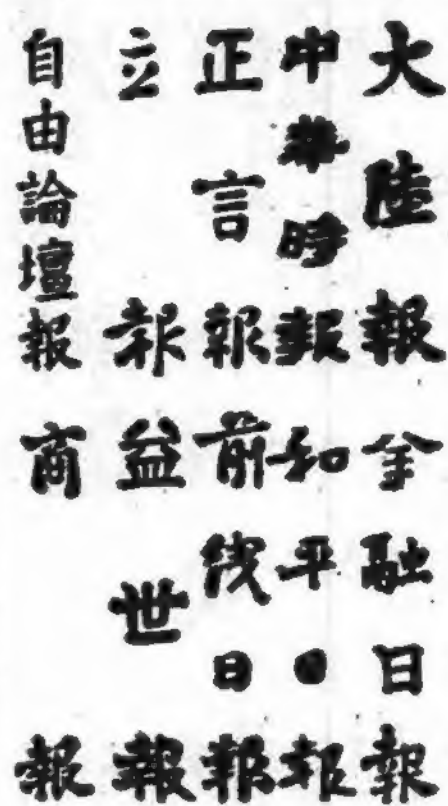 大陸報
中華時報
正言報
立報
自由論壇報
金融日報
和平日報
前綫日報
益世報
商報